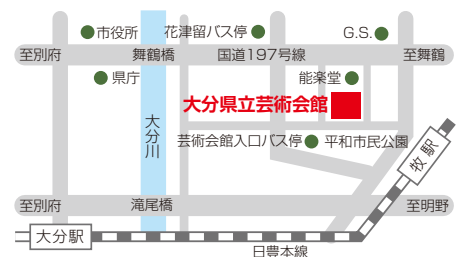 市役所
花津留バス停
G.S.
至別府
舞鶴橋
国道197号線
至舞鶴
県庁
能楽堂
大分県立芸術会館
大分川
芸術会館入口バス停
平和市民公園
牧駅
至別府
滝尾橋
至明野
大分駅
日豊本線